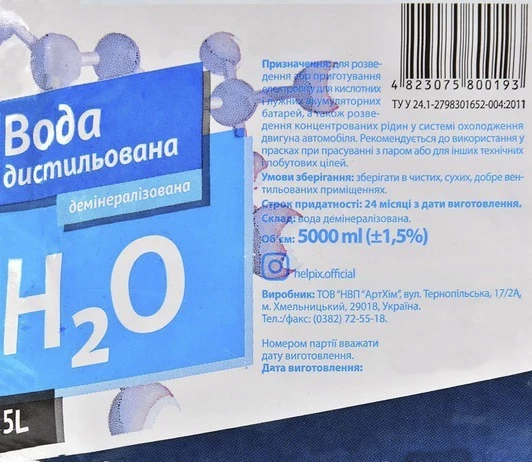 Вода
дистильована
демінералізована
H₂O
5L
Призначення: для розве-
дення або приготування
електроліту для кислотних
і лужних акумуляторних
батарей, а також розве-
дення концентрованих рідин у системі охолодження
двигуна автомобіля. Рекомендується до використання у
прасках при прасуванні з паром або для інших технічних
і побутових цілей.
Умови зберігання: зберігати в чистих, сухих, добре вен-
тильованих приміщеннях.
Строк придатності: 24 місяці з дати виготовлення.
Склад: вода демінералізована.
Об'єм: 5000 ml (±1,5%)
helpix.official
Виробник: ТОВ "НВП "АртХім", вул. Тернопільська, 17/2А,
м. Хмельницький, 29018, Україна.
Тел./факс: (0382) 72-55-18.
Номером партії вважати
дату виготовлення.
Дата виготовлення:
4 823075 800193
ТУ У 24.1-2798301652-004:2011